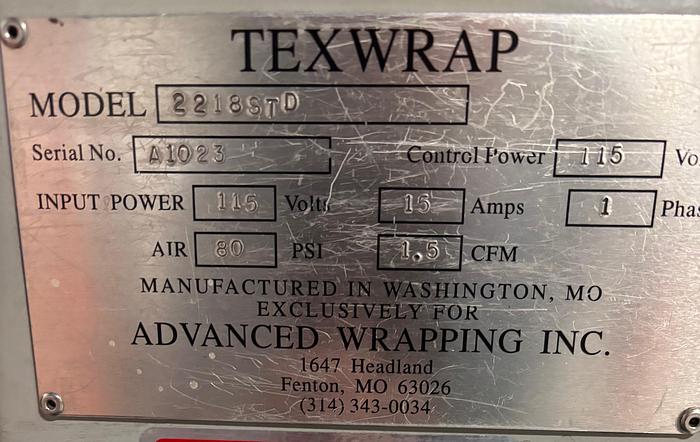 TEXWRAP
MODEL 2218STD
Serial No. A1023 Control Power 115 Vo
INPUT POWER 115 Volts 15 Amps 1 Phas
AIR 80 PSI 1.5 CFM
MANUFACTURED IN WASHINGTON, MO
EXCLUSIVELY FOR
ADVANCED WRAPPING INC.
1647 Headland
Fenton, MO 63026
(314) 343-0034